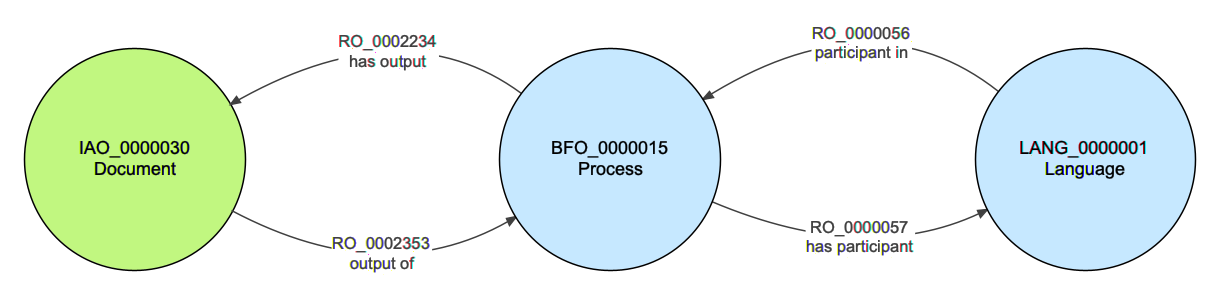 RO_0002234
has output
RO_0000056
participant in
IAO_0000030
Document
BFO_0000015
Process
LANG_0000001
Language
RO_0002353
output of
RO_0000057
has participant